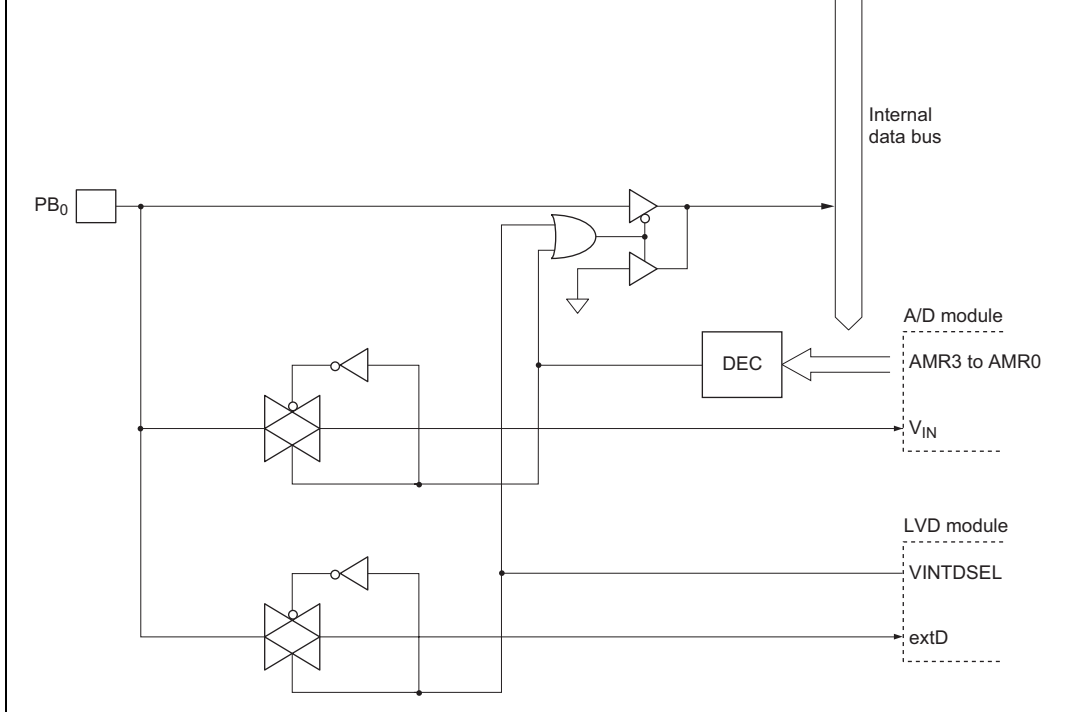 Internal
data bus
PB0
A/D module
DEC
AMR3 to AMR0
VIN
LVD module
VINTDSEL
extD